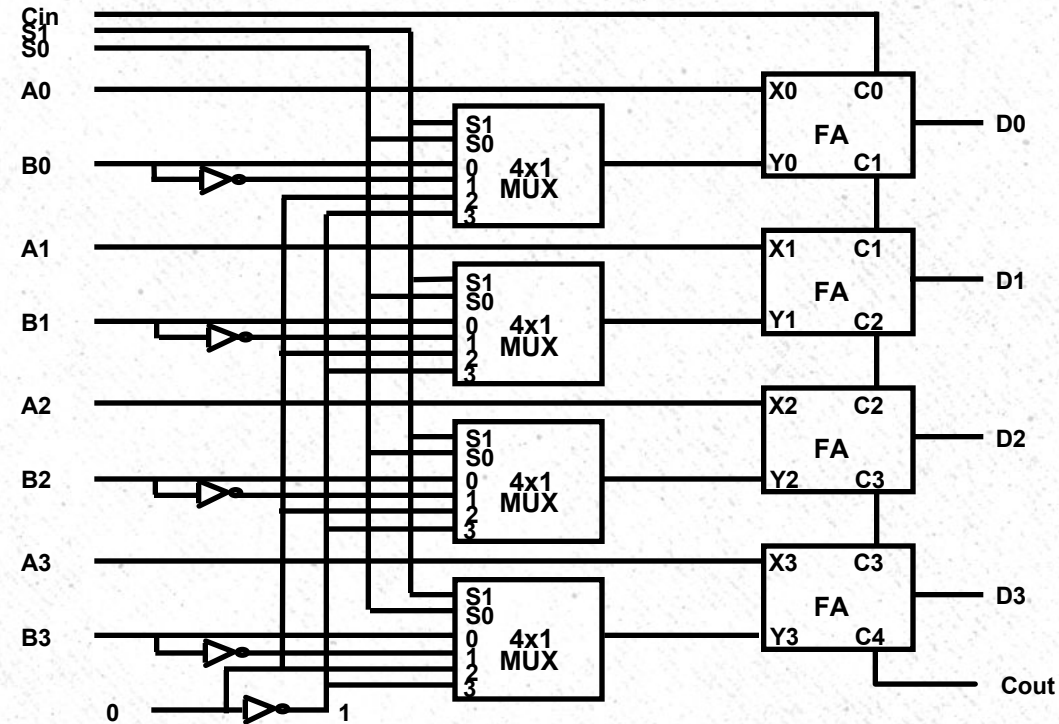 Cin
S1
S0
A0
X0 C0
S1
S0
FA
D0
B0
0
1
2
3
4x1
MUX
Y0 C1
A1
X1 C1
S1
S0
FA
D1
B1
0
1
2
3
4x1
MUX
Y1 C2
A2
X2 C2
S1
S0
FA
D2
B2
0
1
2
3
4x1
MUX
Y2 C3
A3
X3 C3
S1
S0
FA
D3
B3
0
1
2
3
4x1
MUX
Y3 C4
Cout
0 1